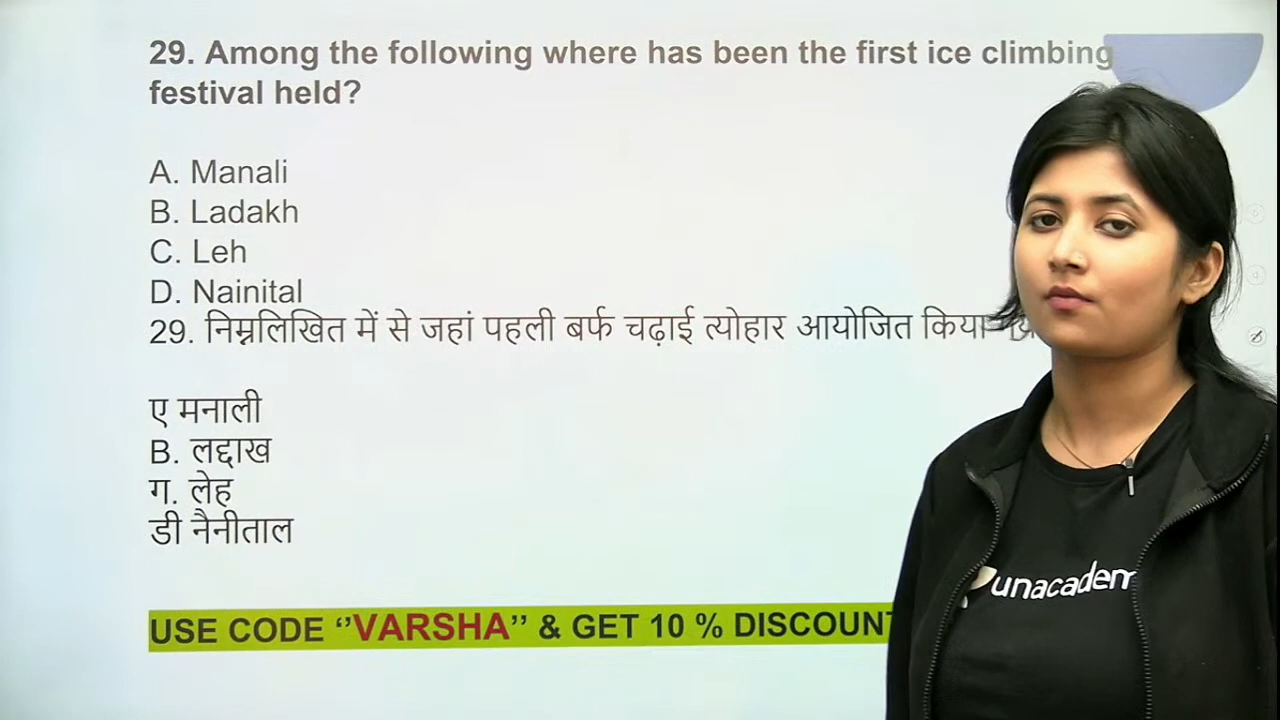 29. Among the following where has been the first ice climbing
festival held?
A. Manali
B. Ladakh
C. Leh
D. Nainital
29. निम्नलिखित में से जहां पहली बर्फ चढ़ाई त्योहार आयोजित किया
ए मनाली
B. लद्दाख
ग. लेह
डी नैनीताल
USE CODE ‘’VARSHA’’ & GET 10 % DISCOUNT
unacadem